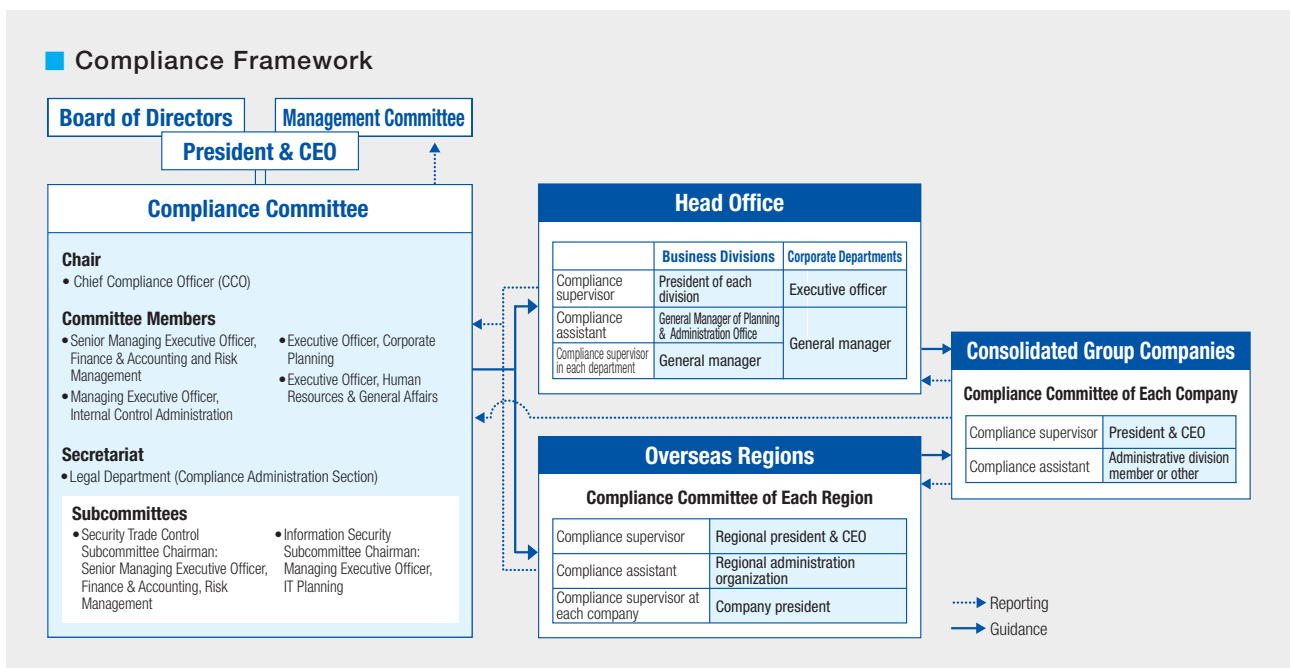 Compliance Framework
Board of Directors
Management Committee
President & CEO
Compliance Committee
Chair
• Chief Compliance Officer (CCO)
Committee Members
• Senior Managing Executive Officer,
Finance & Accounting and Risk
Management
• Managing Executive Officer,
Internal Control Administration
• Executive Officer, Corporate
Planning
• Executive Officer, Human
Resources & General Affairs
Secretariat
• Legal Department (Compliance Administration Section)
Subcommittees
• Security Trade Control
Subcommittee Chairman:
Senior Managing Executive Officer,
Finance & Accounting, Risk
Management
• Information Security
Subcommittee Chairman:
Managing Executive Officer,
IT Planning
Head Office
Business Divisions
Corporate Departments
Compliance
supervisor
President of each
division
Executive officer
Compliance
assistant
General Manager of Planning
& Administration Office
General manager
Compliance supervisor
in each department
General manager
Overseas Regions
Compliance Committee of Each Region
Compliance supervisor
Regional president & CEO
Compliance assistant
Regional administration
organization
Compliance supervisor at
each company
Company president
Consolidated Group Companies
Compliance Committee of Each Company
Compliance supervisor
President & CEO
Compliance assistant
Administrative division
member or other
Reporting
Guidance